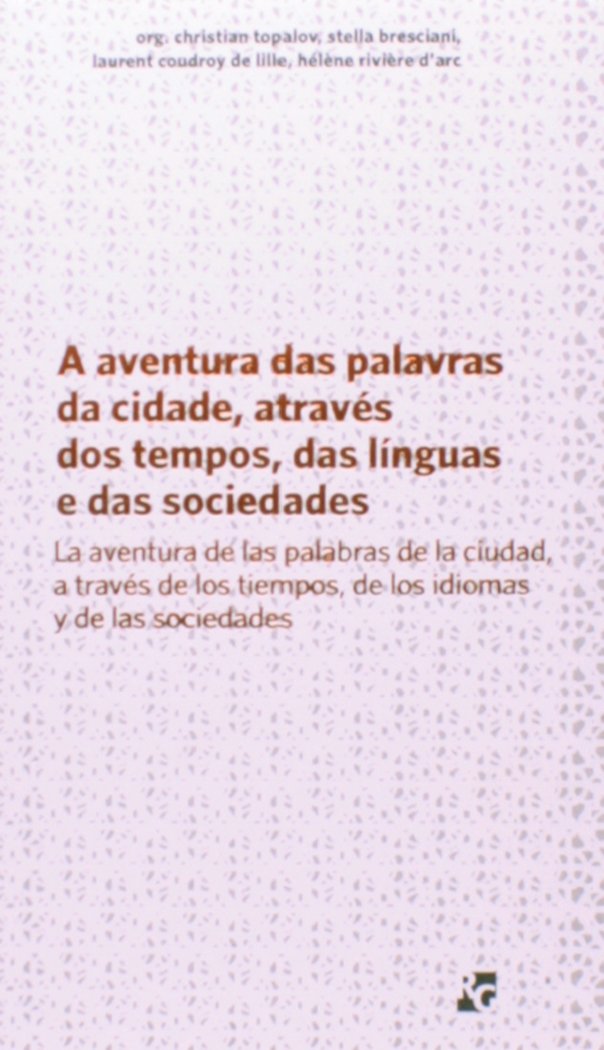 org. christian topalov, stella bresciani,
laurent coudroy de lille, hélène rivière d'arc
A aventura das palavras
da cidade, através
dos tempos, das línguas
e das sociedades
La aventura de las palabras de la ciudad,
a través de los tiempos, de los idiomas
y de las sociedades
RG